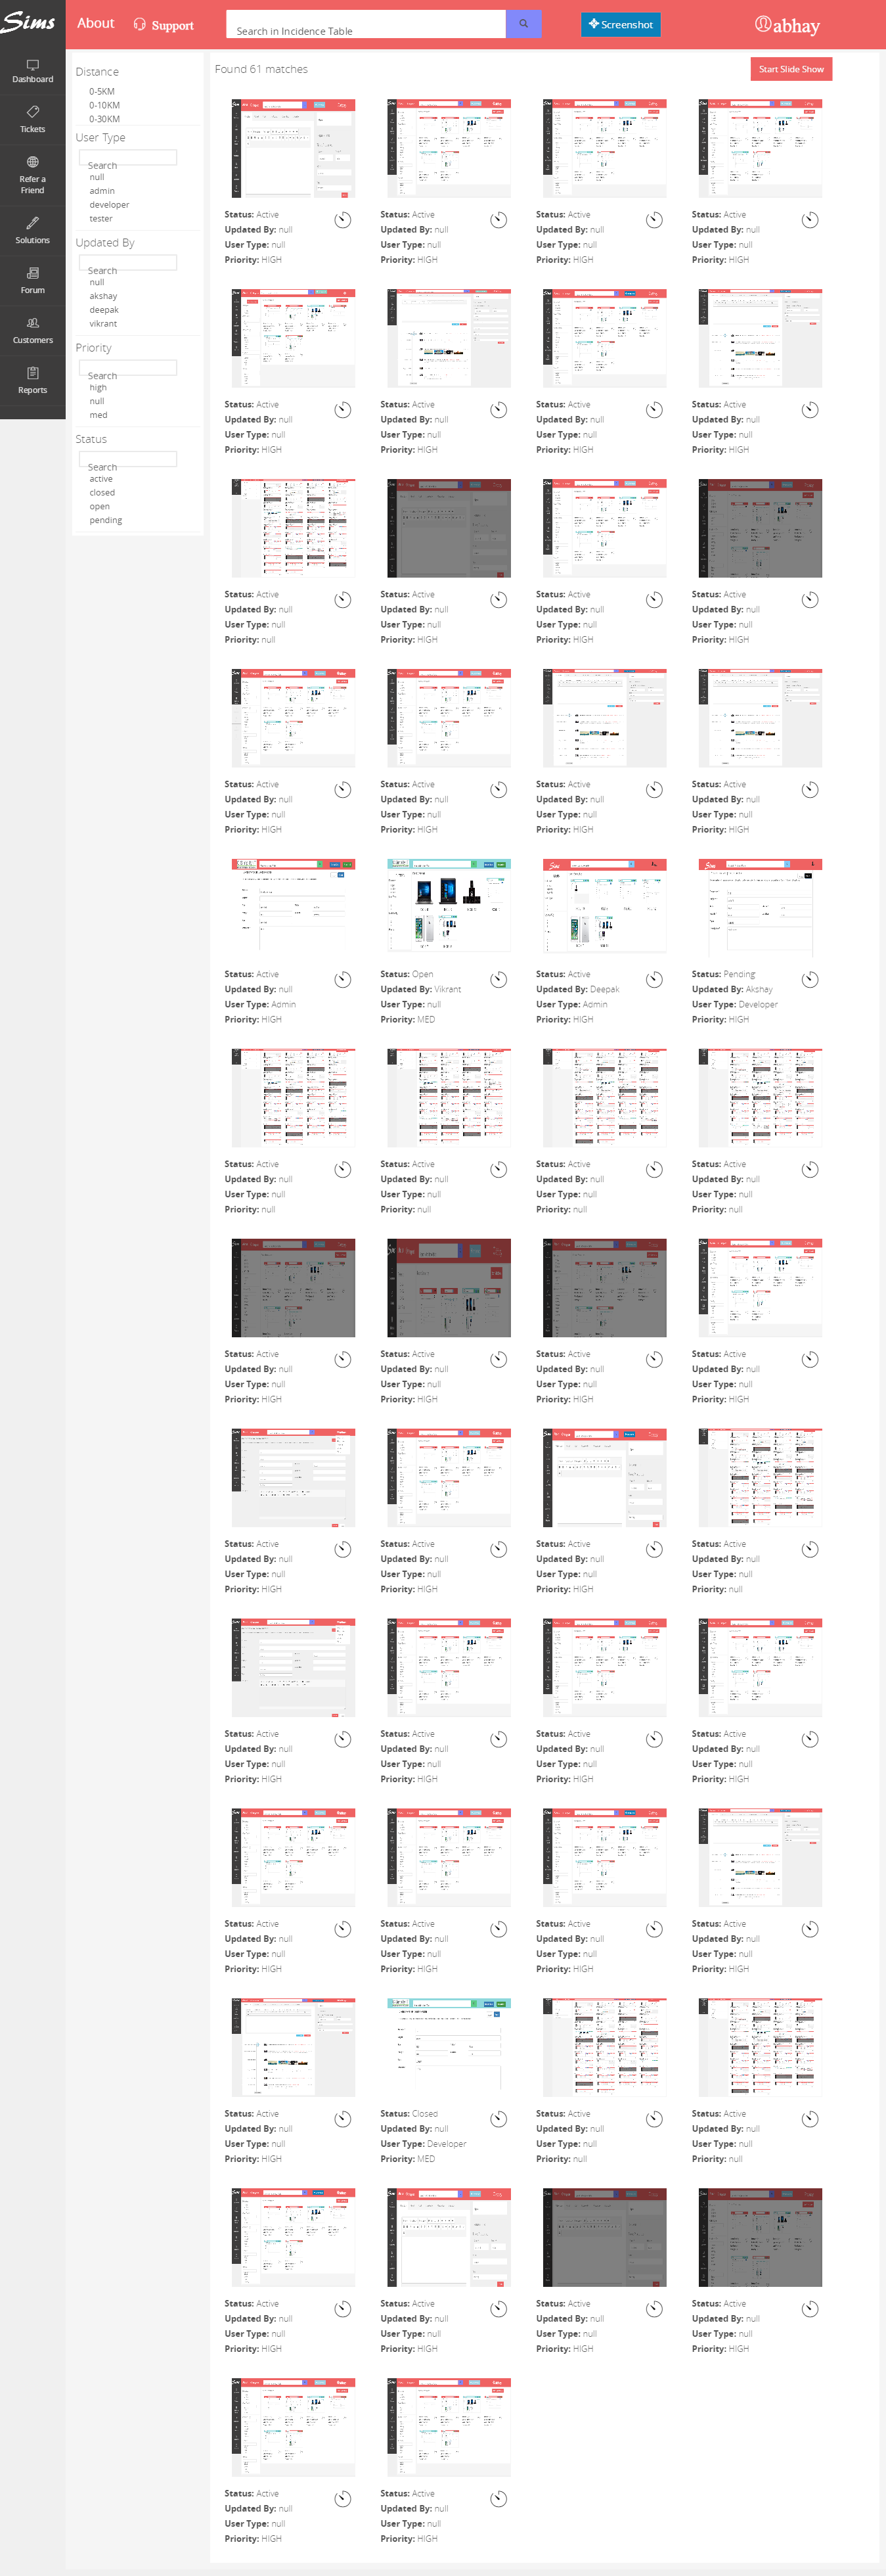 Sims
About
Support
Search in Incidence Table
Screenshot
abhay
Dashboard
Tickets
Refer a
Friend
Solutions
Forum
Customers
Reports
Distance
0-5KM
0-10KM
0-30KM
User Type
Search
null
admin
developer
tester
Updated By
Search
null
akshay
deepak
vikrant
Priority
Search
high
null
med
Status
Search
active
closed
open
pending
Found 61 matches
Start Slide Show
Status: Active Status: Active Status: Active Status: Active
Updated By: null Updated By: null Updated By: null Updated By: null
User Type: null User Type: null User Type: null User Type: null
Priority: HIGH Priority: HIGH Priority: HIGH Priority: HIGH
Status: Active Status: Active Status: Active Status: Active
Updated By: null Updated By: null Updated By: null Updated By: null
User Type: null User Type: null User Type: null User Type: null
Priority: HIGH Priority: HIGH Priority: HIGH Priority: HIGH
Status: Active Status: Active Status: Active Status: Active
Updated By: null Updated By: null Updated By: null Updated By: null
User Type: null User Type: null User Type: null User Type: null
Priority: null Priority: HIGH Priority: HIGH Priority: HIGH
Status: Active Status: Active Status: Active Status: Active
Updated By: null Updated By: null Updated By: null Updated By: null
User Type: null User Type: null User Type: null User Type: null
Priority: HIGH Priority: HIGH Priority: HIGH Priority: HIGH
Status: Active Status: Open Status: Active Status: Pending
Updated By: null Updated By: Vikrant Updated By: Deepak Updated By: Akshay
User Type: Admin User Type: null User Type: Admin User Type: Developer
Priority: HIGH Priority: MED Priority: HIGH Priority: HIGH
Status: Active Status: Active Status: Active Status: Active
Updated By: null Updated By: null Updated By: null Updated By: null
User Type: null User Type: null User Type: null User Type: null
Priority: null Priority: null Priority: null Priority: null
Status: Active Status: Active Status: Active Status: Active
Updated By: null Updated By: null Updated By: null Updated By: null
User Type: null User Type: null User Type: null User Type: null
Priority: HIGH Priority: HIGH Priority: HIGH Priority: HIGH
Status: Active Status: Active Status: Active Status: Active
Updated By: null Updated By: null Updated By: null Updated By: null
User Type: null User Type: null User Type: null User Type: null
Priority: HIGH Priority: HIGH Priority: HIGH Priority: null
Status: Active Status: Active Status: Active Status: Active
Updated By: null Updated By: null Updated By: null Updated By: null
User Type: null User Type: null User Type: null User Type: null
Priority: HIGH Priority: HIGH Priority: HIGH Priority: HIGH
Status: Active Status: Active Status: Active Status: Active
Updated By: null Updated By: null Updated By: null Updated By: null
User Type: null User Type: null User Type: null User Type: null
Priority: HIGH Priority: HIGH Priority: HIGH Priority: HIGH
Status: Active Status: Closed Status: Active Status: Active
Updated By: null Updated By: null Updated By: null Updated By: null
User Type: null User Type: Developer User Type: null User Type: null
Priority: HIGH Priority: MED Priority: null Priority: null
Status: Active Status: Active Status: Active Status: Active
Updated By: null Updated By: null Updated By: null Updated By: null
User Type: null User Type: null User Type: null User Type: null
Priority: HIGH Priority: HIGH Priority: HIGH Priority: HIGH
Status: Active Status: Active
Updated By: null Updated By: null
User Type: null User Type: null
Priority: HIGH Priority: HIGH